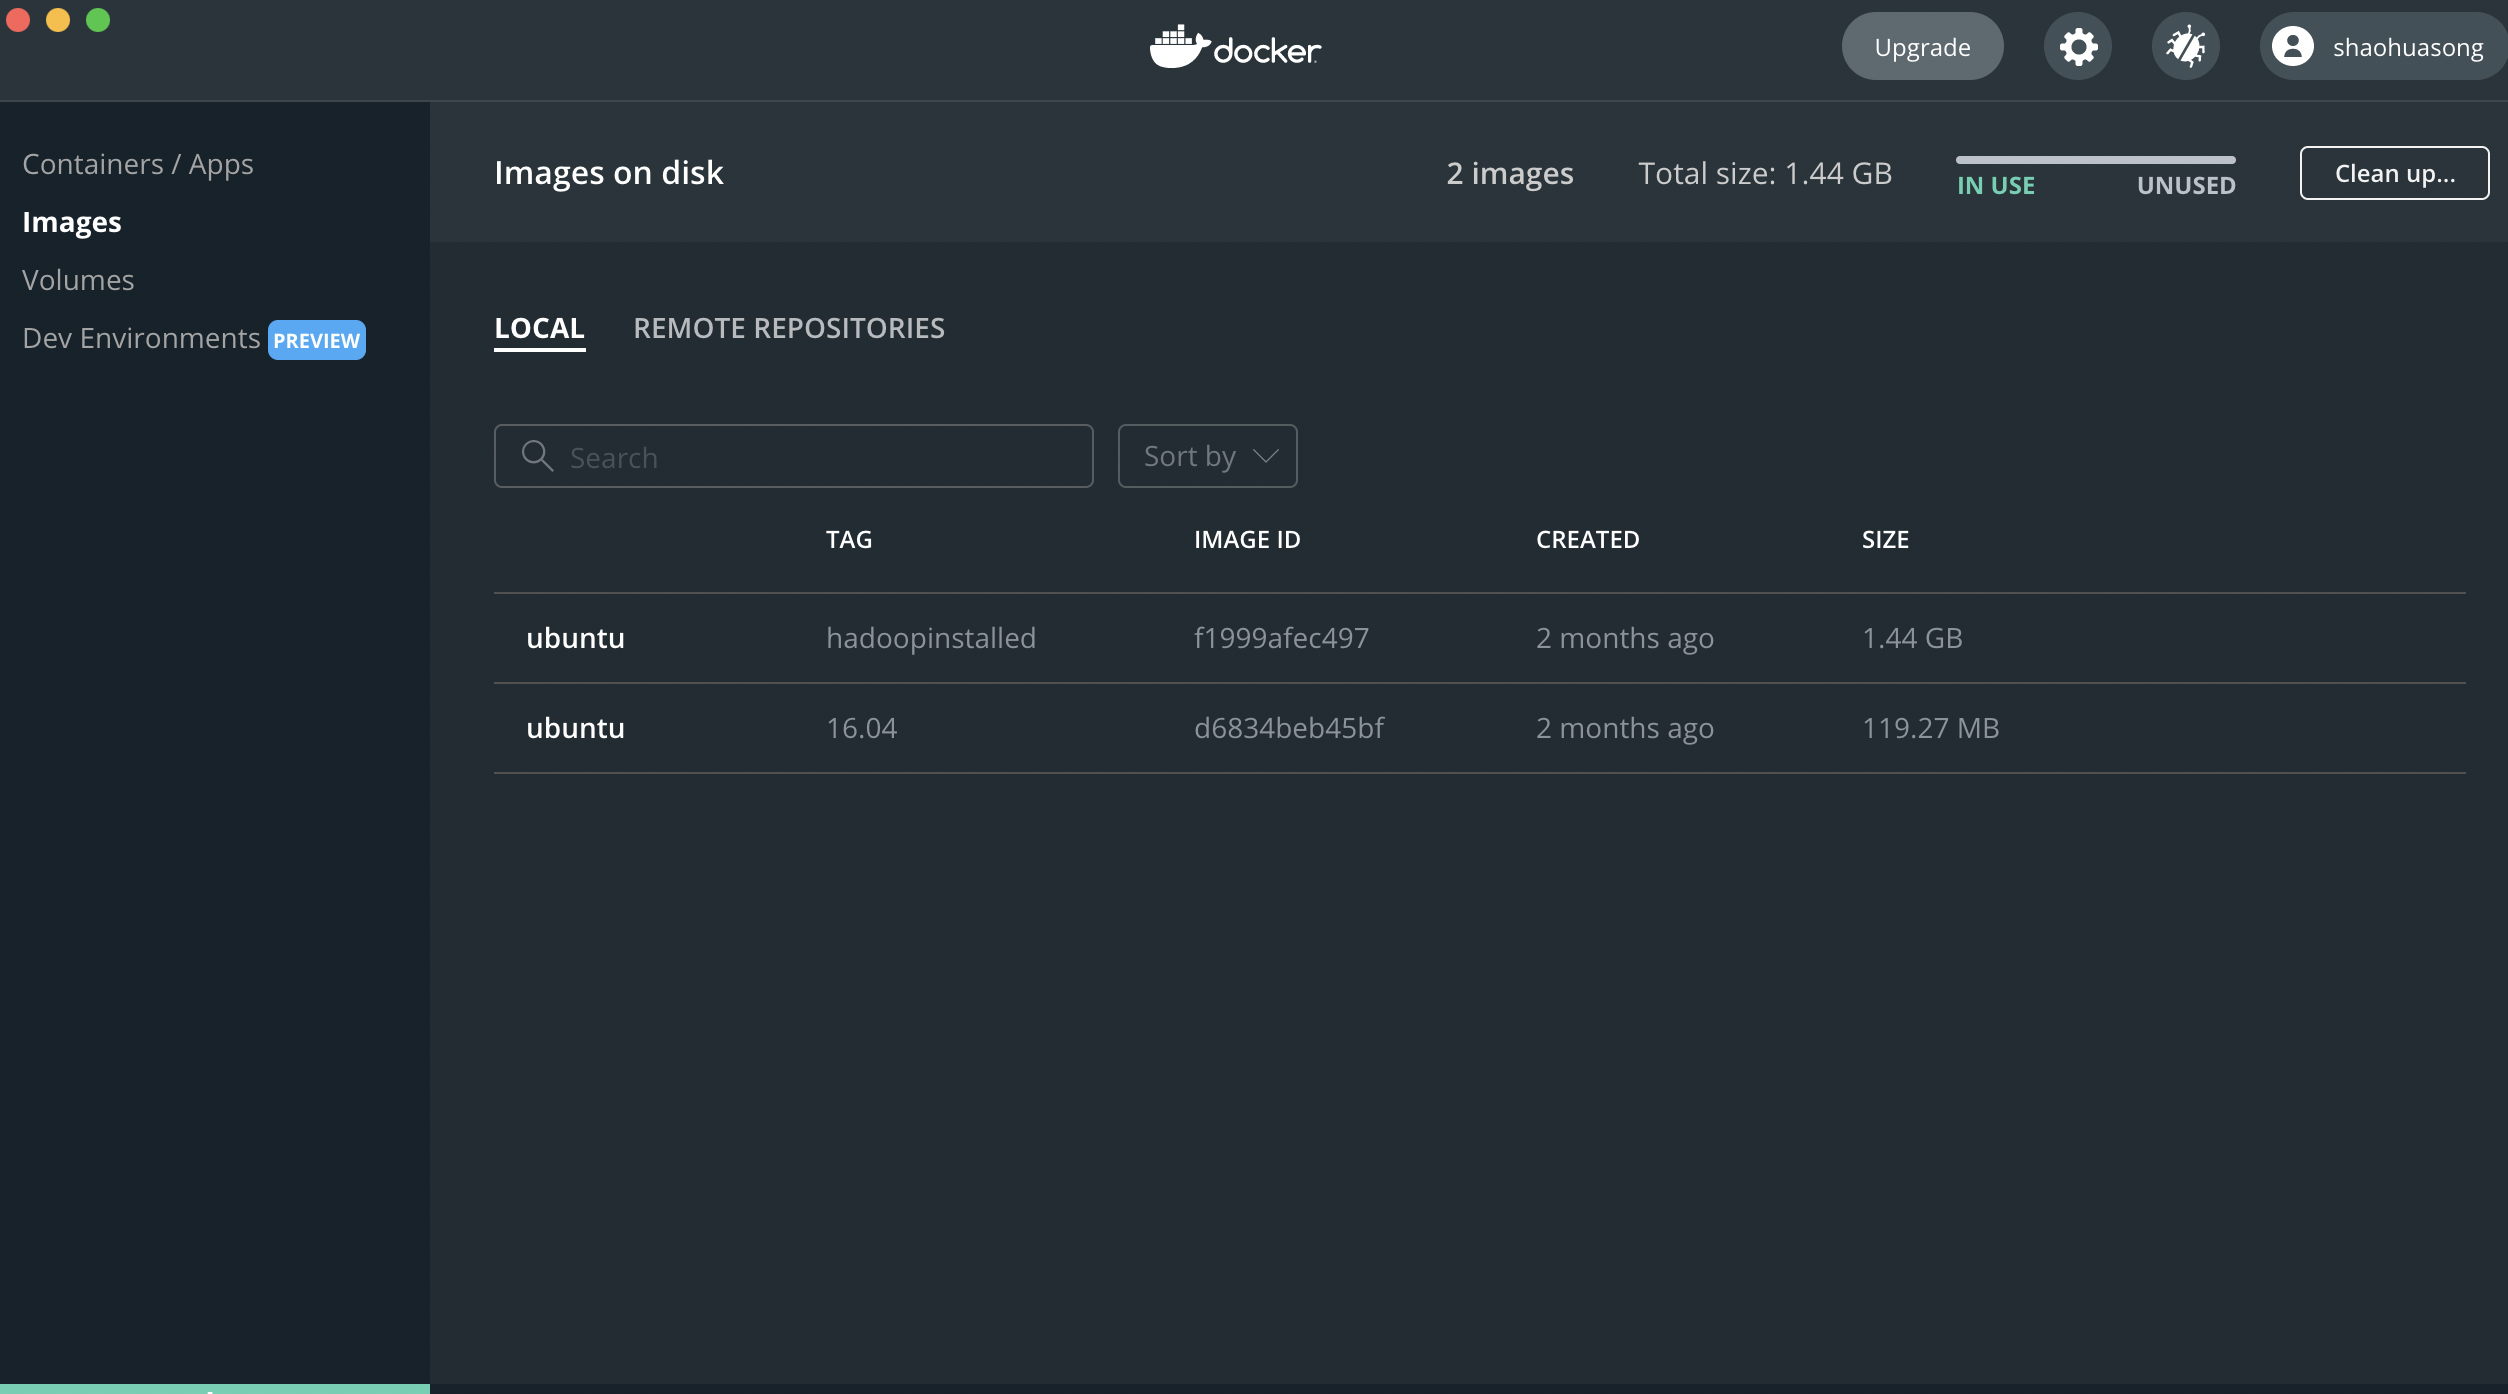 docker
Upgrade
shaohuasong
Containers / Apps
Images
Volumes
Dev Environments PREVIEW
Images on disk
2 images
Total size: 1.44 GB
IN USE
UNUSED
Clean up...
LOCAL
REMOTE REPOSITORIES
Search
Sort by
TAG IMAGE ID CREATED SIZE
ubuntu hadoopinstalled f1999afec497 2 months ago 1.44 GB
ubuntu 16.04 d6834beb45bf 2 months ago 119.27 MB